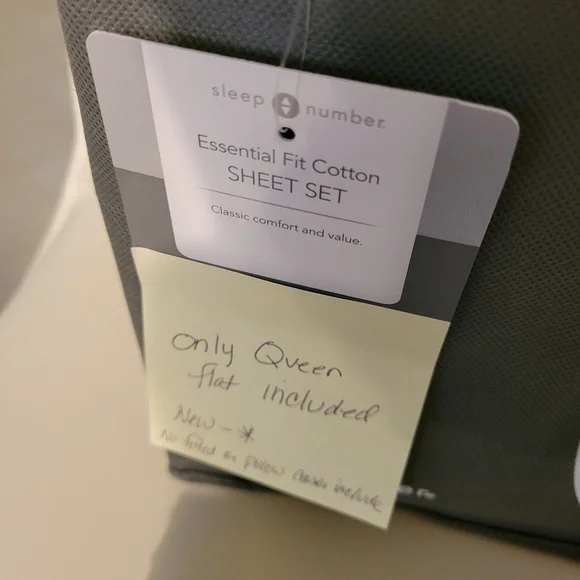 sleep number.
Essential Fit Cotton
SHEET SET
Classic comfort and value.
only Queen
flat included
New - *
No fitted or pillow cases include